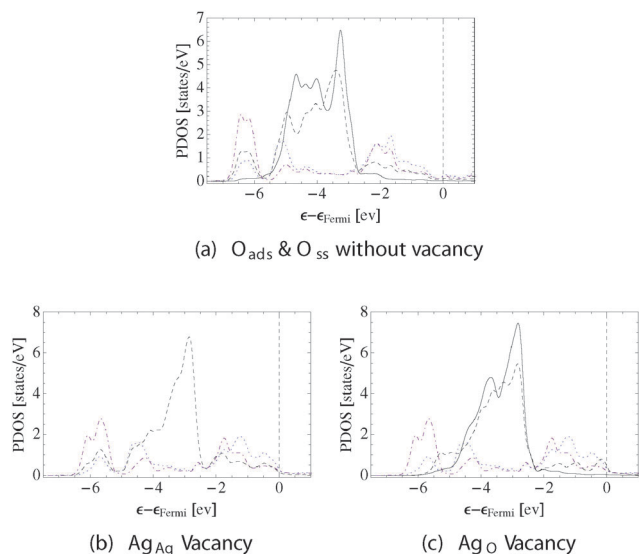 7
6
5
4
3
2
1
0
PDOS [states/eV]
−6 −4 −2 0
ϵ−ϵFermi [ev]
(a) Oads & Oss without vacancy
8
6
4
2
0
PDOS [states/eV]
−6 −4 −2 0
ϵ−ϵFermi [ev]
(b) AgAg Vacancy
8
6
4
2
0
PDOS [states/eV]
−6 −4 −2 0
ϵ−ϵFermi [ev]
(c) AgO Vacancy